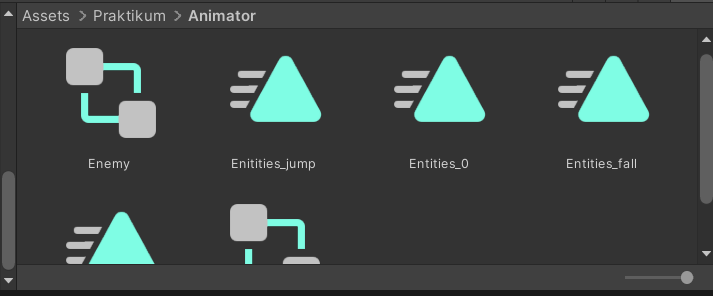 Assets > Praktikum > Animator
Enemy Enitities_jump Entities_0 Entities_fall